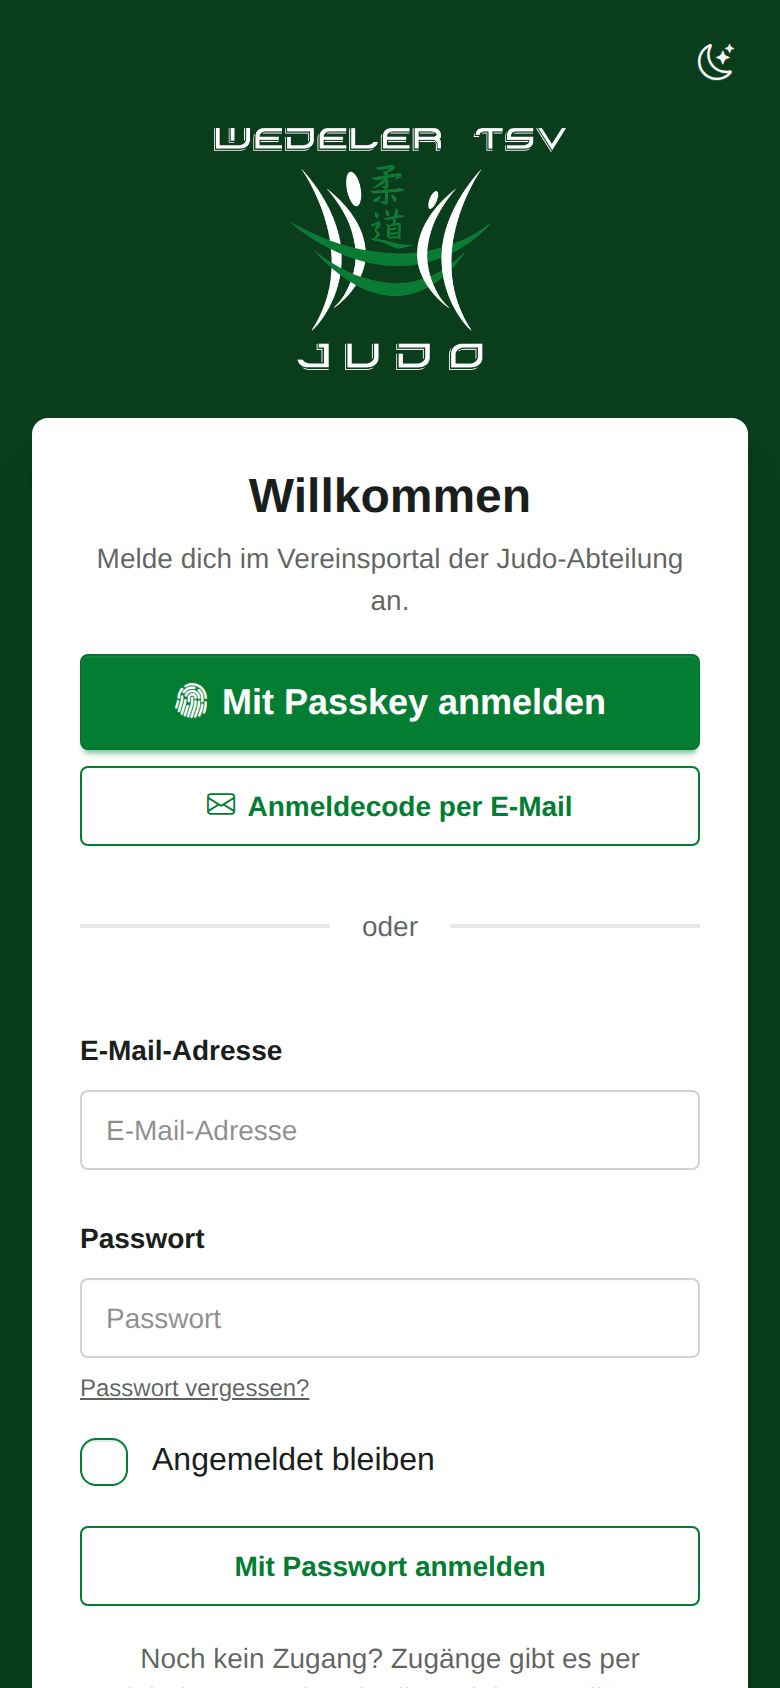 WEDELER TSV
柔
道
JUDO
Willkommen
Melde dich im Vereinsportal der Judo-Abteilung
an.
Mit Passkey anmelden
Anmeldecode per E-Mail
oder
E-Mail-Adresse
E-Mail-Adresse
Passwort
Passwort
Passwort vergessen?
Angemeldet bleiben
Mit Passwort anmelden
Noch kein Zugang? Zugänge gibt es per